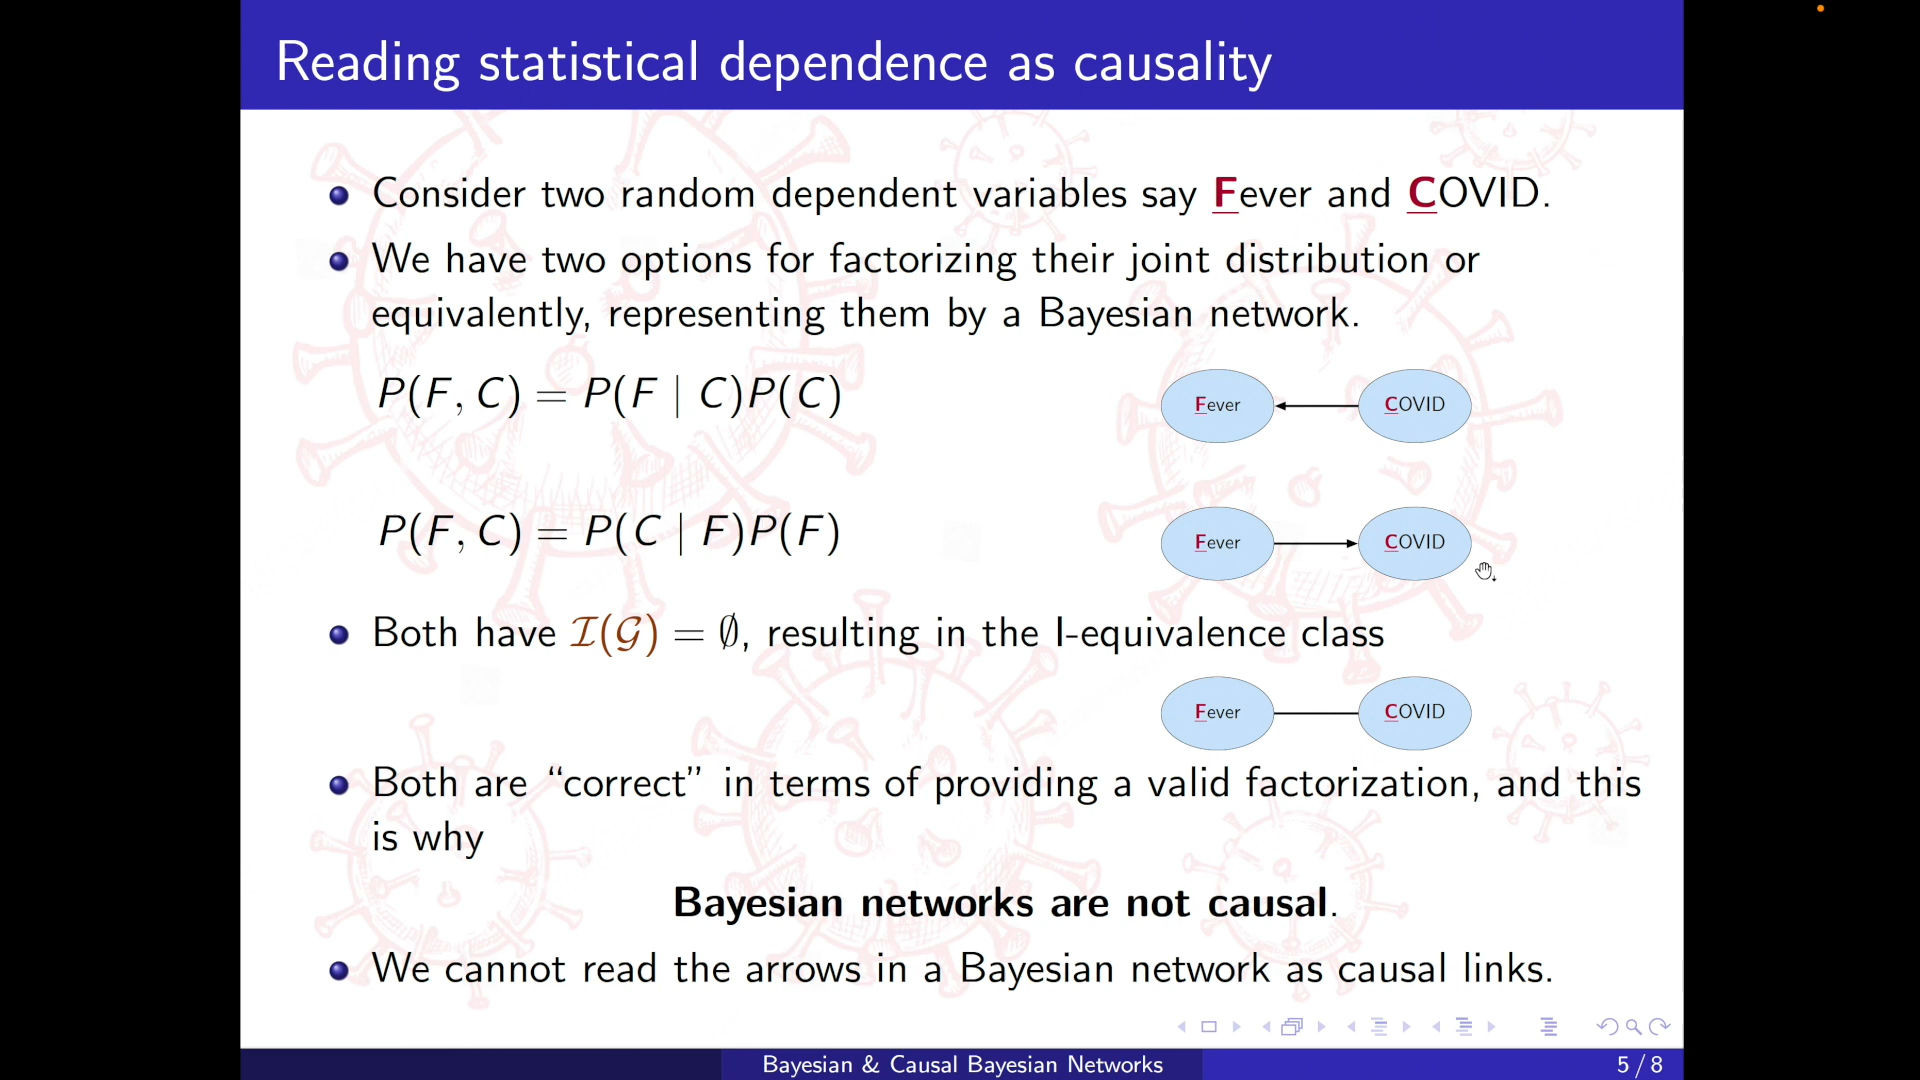 Reading statistical dependence as causality
Consider two random dependent variables say Fever and COVID.
We have two options for factorizing their joint distribution or
equivalently, representing them by a Bayesian network.
P(F, C) = P(F | C)P(C)
Fever
COVID
P(F, C) = P(C | F)P(F)
Fever
COVID
Both have 𝓘(𝓖) = ∅, resulting in the I-equivalence class
Fever
COVID
Both are “correct” in terms of providing a valid factorization, and this
is why
Bayesian networks are not causal.
We cannot read the arrows in a Bayesian network as causal links.
Bayesian & Causal Bayesian Networks
5 / 8